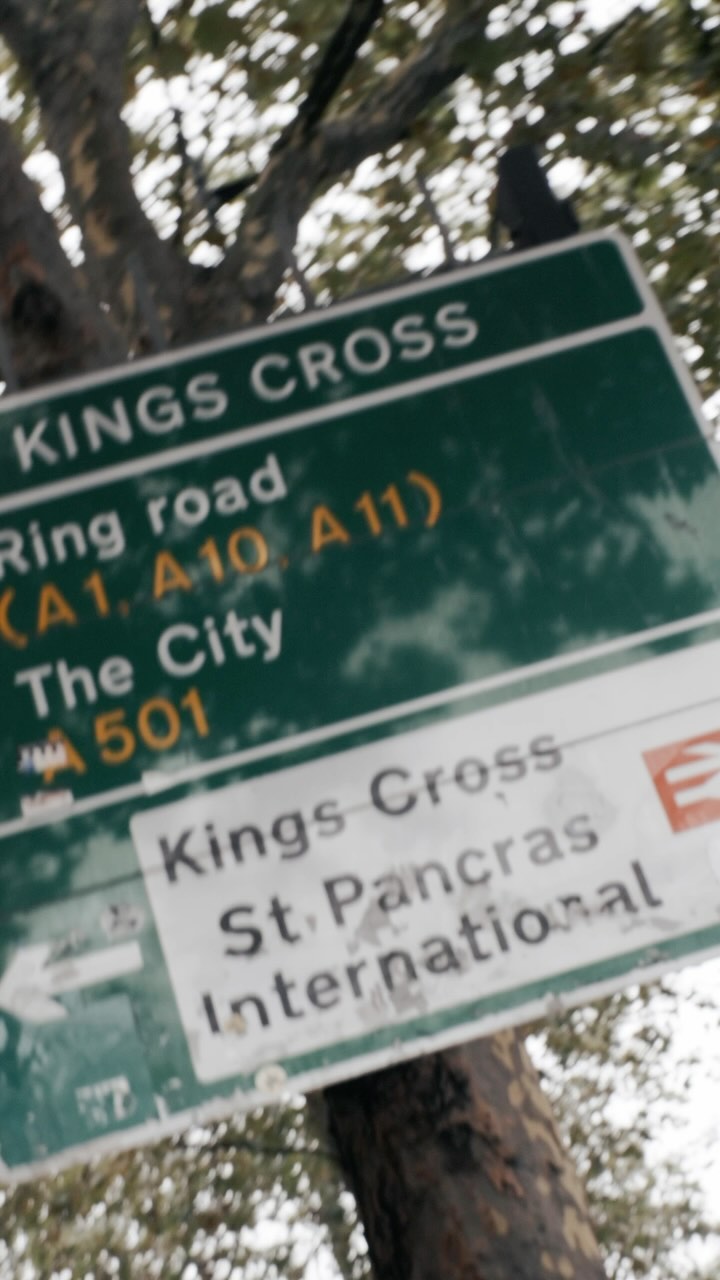 KINGS CROSS
Ring road
(A1, A10, A11)
The City
A501
Kings Cross
St Pancras
International